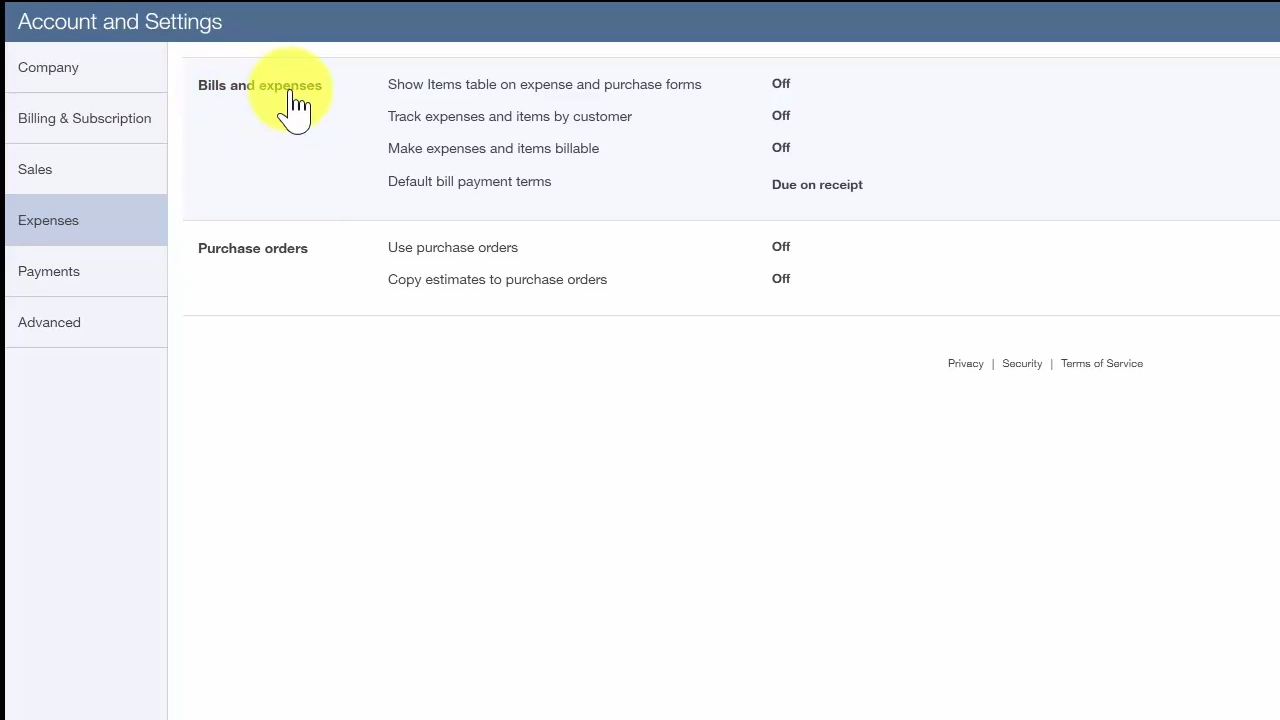 Account and Settings
Company
Billing & Subscription
Sales
Expenses
Payments
Advanced
Bills and expenses
Show Items table on expense and purchase forms Off
Track expenses and items by customer Off
Make expenses and items billable Off
Default bill payment terms Due on receipt
Purchase orders
Use purchase orders Off
Copy estimates to purchase orders Off
Privacy | Security | Terms of Service